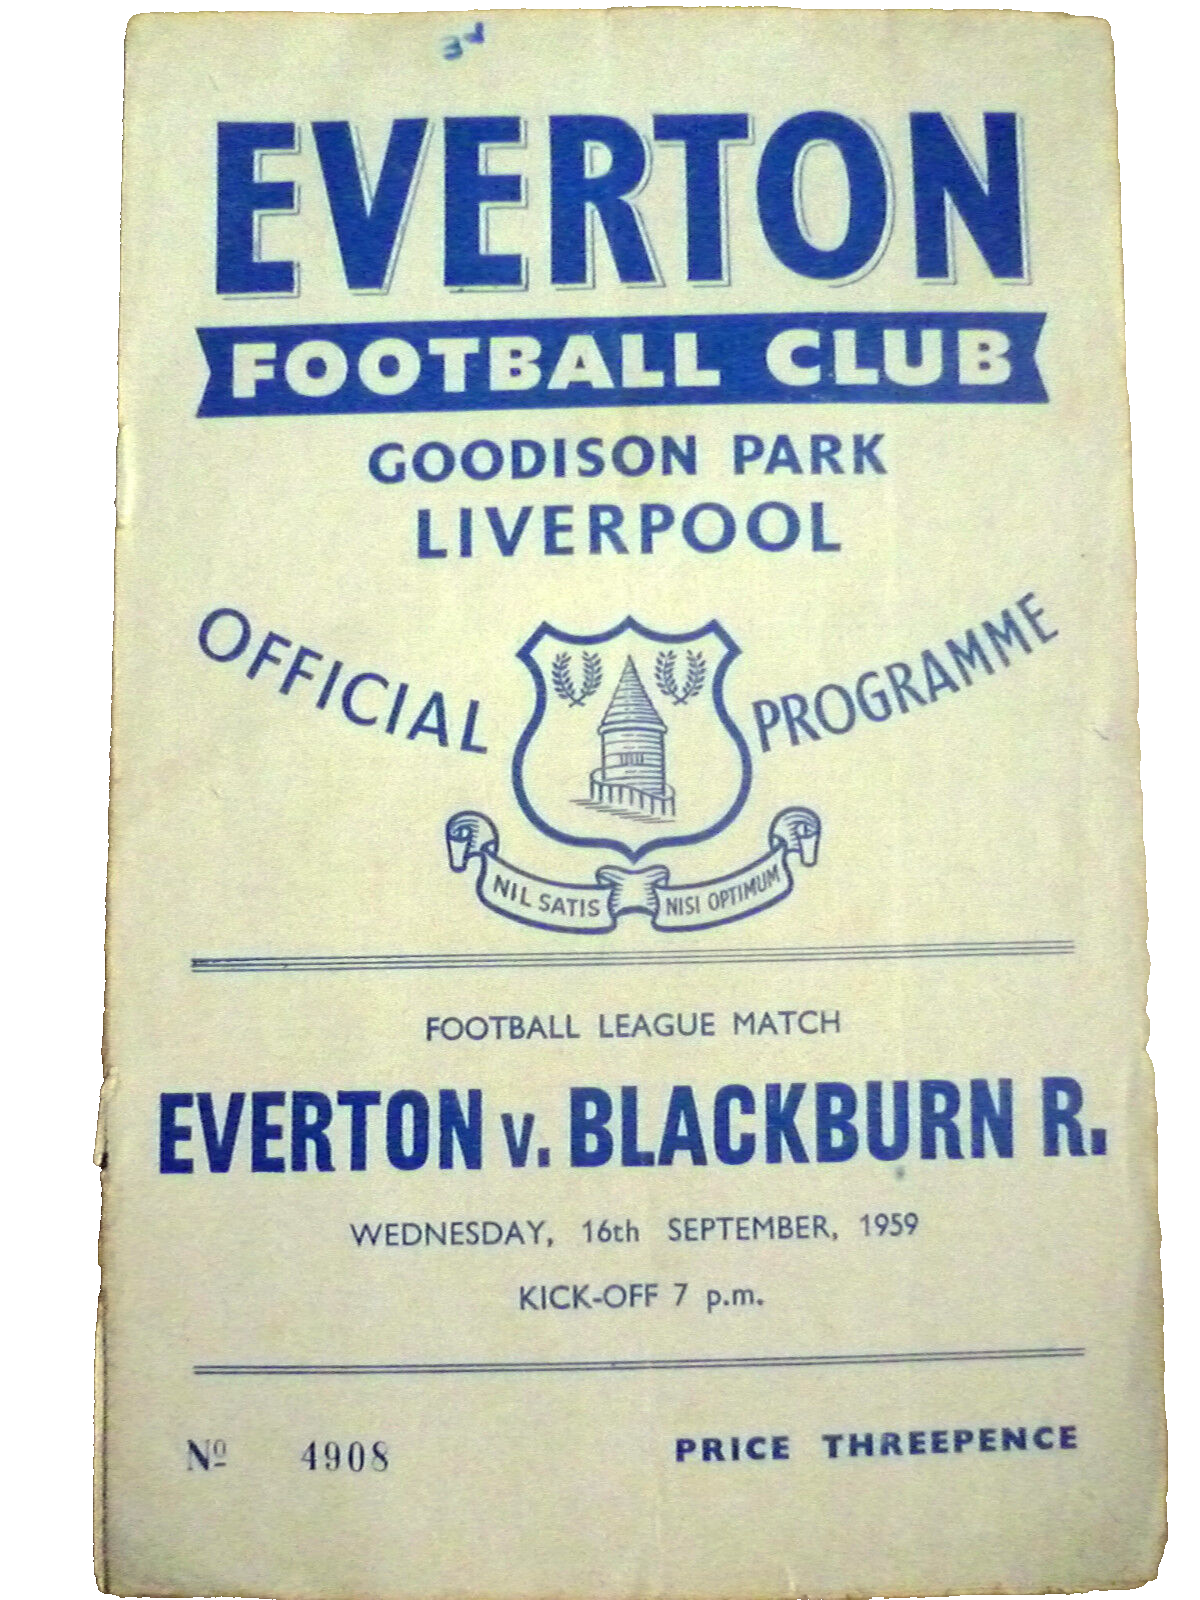 3d
EVERTON
FOOTBALL CLUB
GOODISON PARK
LIVERPOOL
OFFICIAL PROGRAMME
NIL SATIS NISI OPTIMUM
FOOTBALL LEAGUE MATCH
EVERTON v. BLACKBURN R.
WEDNESDAY, 16th SEPTEMBER, 1959
KICK-OFF 7 p.m.
Nº 4908 PRICE THREEPENCE